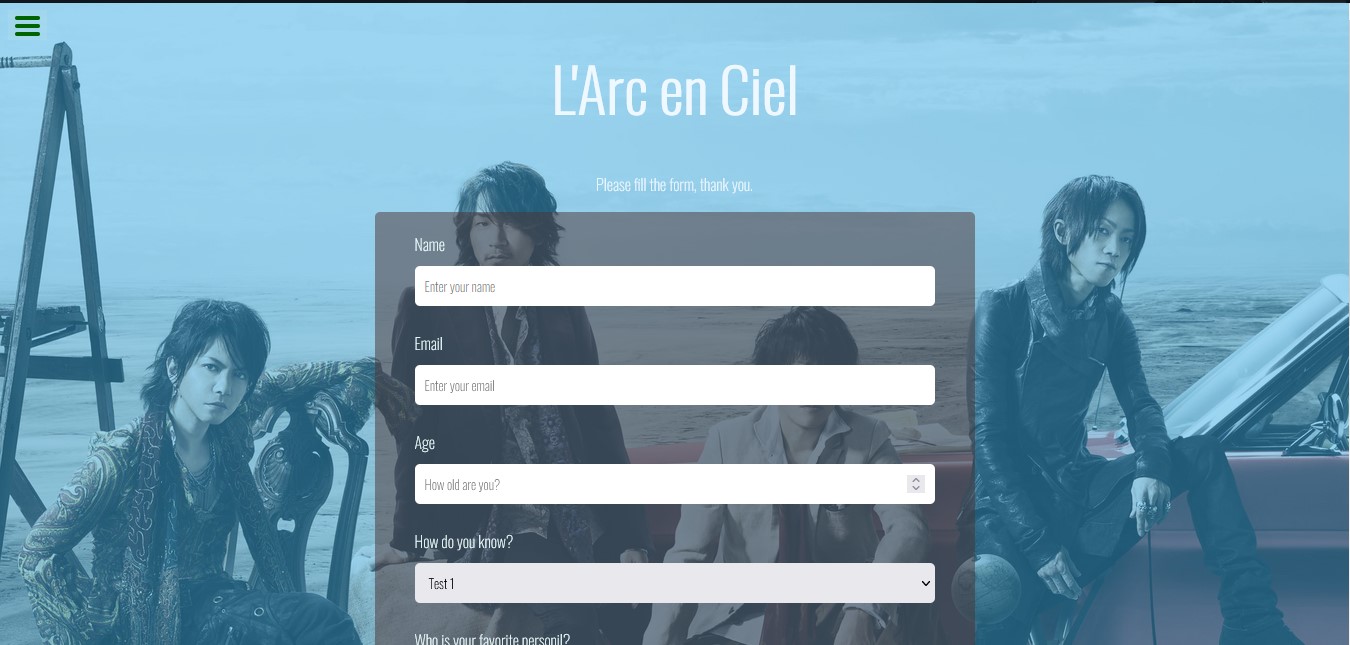 L'Arc en Ciel
Please fill the form, thank you.
Name
Enter your name
Email
Enter your email
Age
How old are you?
How do you know?
Test 1
Who is your favorite personil?